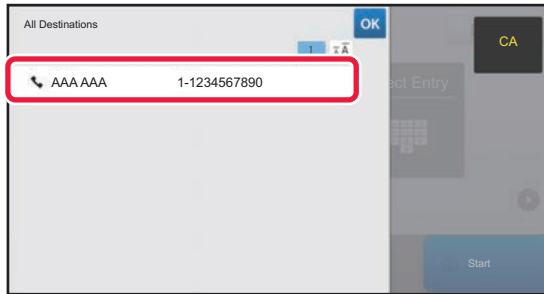 All Destinations
OK
CA
1
AAA AAA 1-1234567890
ect Entry
Start